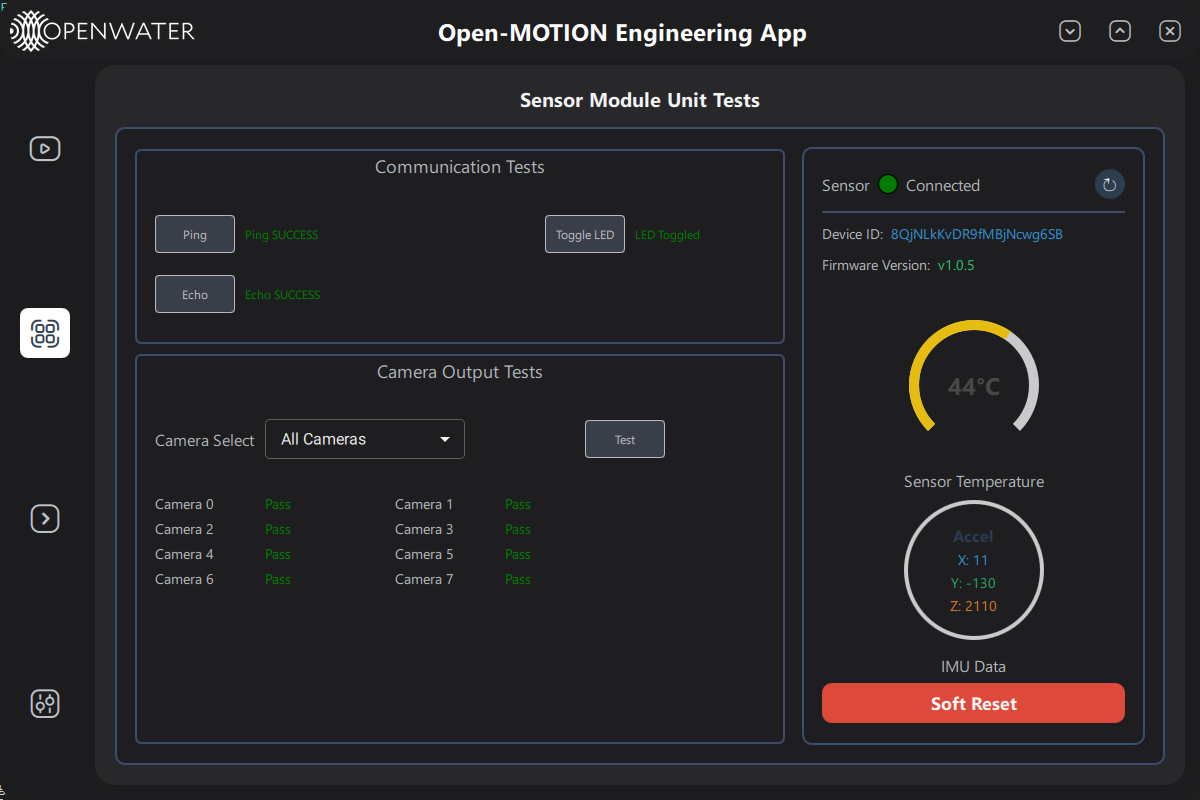 OPENWATER
Open-MOTION Engineering App
Sensor Module Unit Tests
Communication Tests
Ping
Ping SUCCESS
Toggle LED
LED Toggled
Echo
Echo SUCCESS
Camera Output Tests
Camera Select
All Cameras
Test
Camera 0 Pass Camera 1 Pass
Camera 2 Pass Camera 3 Pass
Camera 4 Pass Camera 5 Pass
Camera 6 Pass Camera 7 Pass
Sensor Connected
Device ID: 8QjNLkKvDR9fMBjNcwg6SB
Firmware Version: v1.0.5
44°C
Sensor Temperature
Accel
X: 11
Y: -130
Z: 2110
IMU Data
Soft Reset